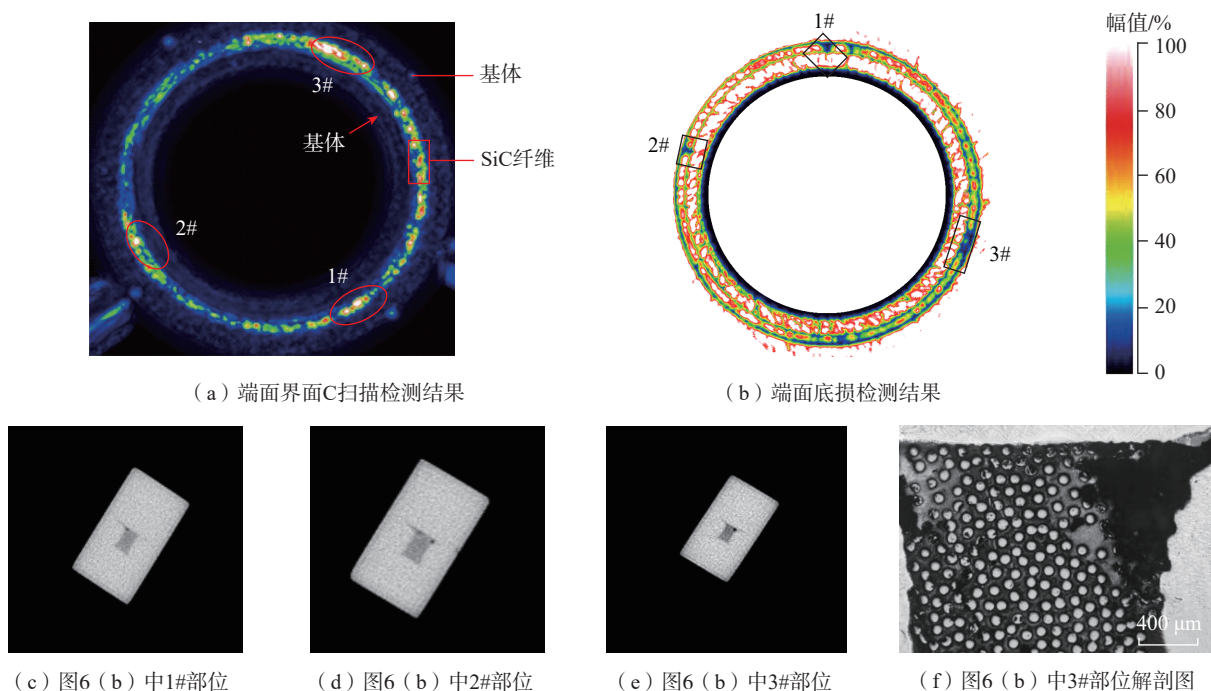 3#
基体
基体
SiC纤维
2#
1#
1#
2#
3#
幅值/%
100
80
60
40
20
0
（a）端面界面C扫描检测结果
（b）端面底损检测结果
400 μm
（c）图6（b）中1#部位
（d）图6（b）中2#部位
（e）图6（b）中3#部位
（f）图6（b）中3#部位解剖图